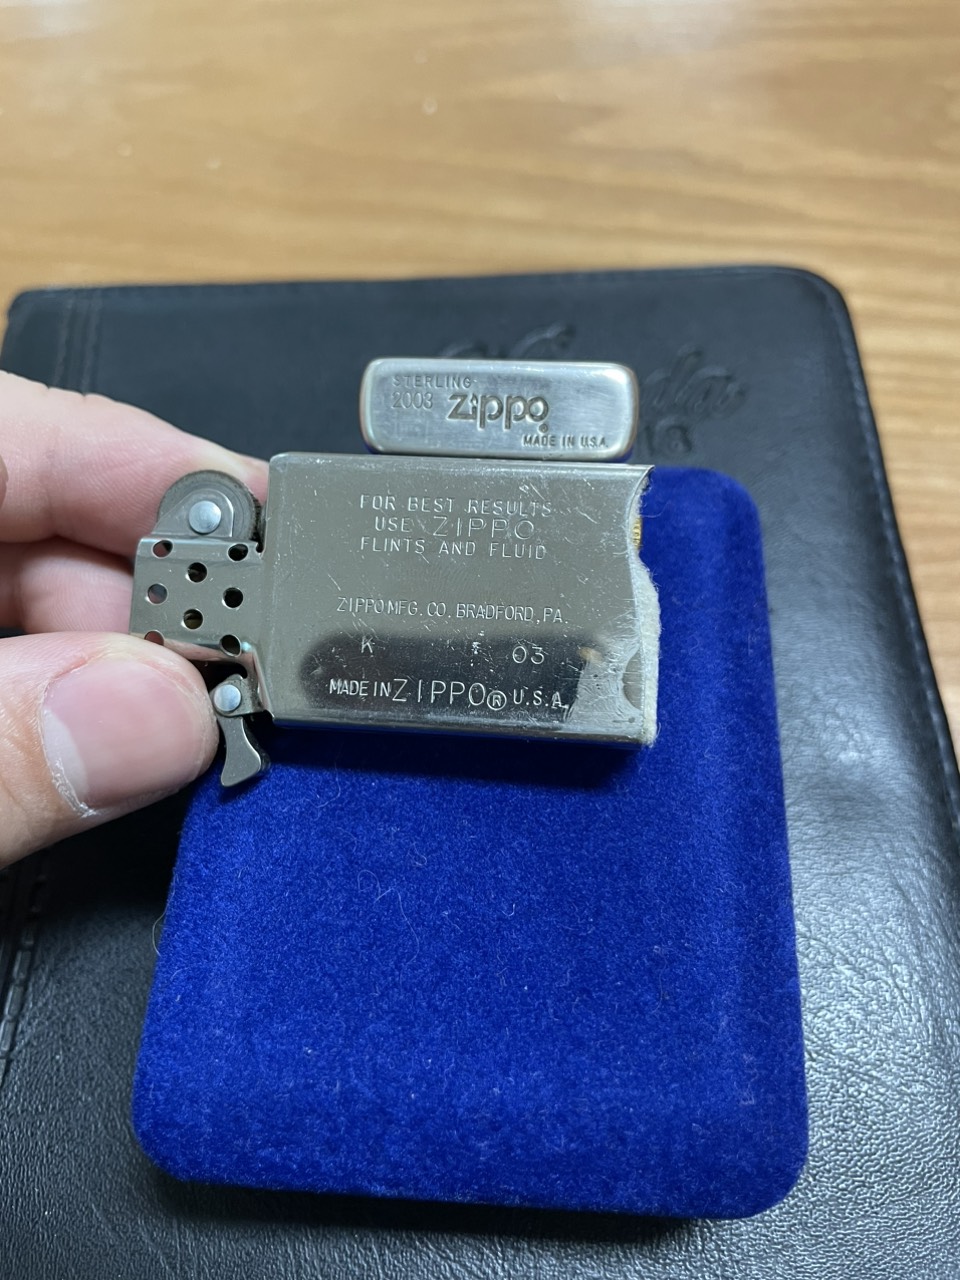 STERLING
2003 Zippo®
MADE IN U.S.A.
FOR BEST RESULTS
USE ZIPPO
FLINTS AND FLUID
ZIPPO MFG. CO. BRADFORD, PA.
K 03
MADE IN ZIPPO® U.S.A.